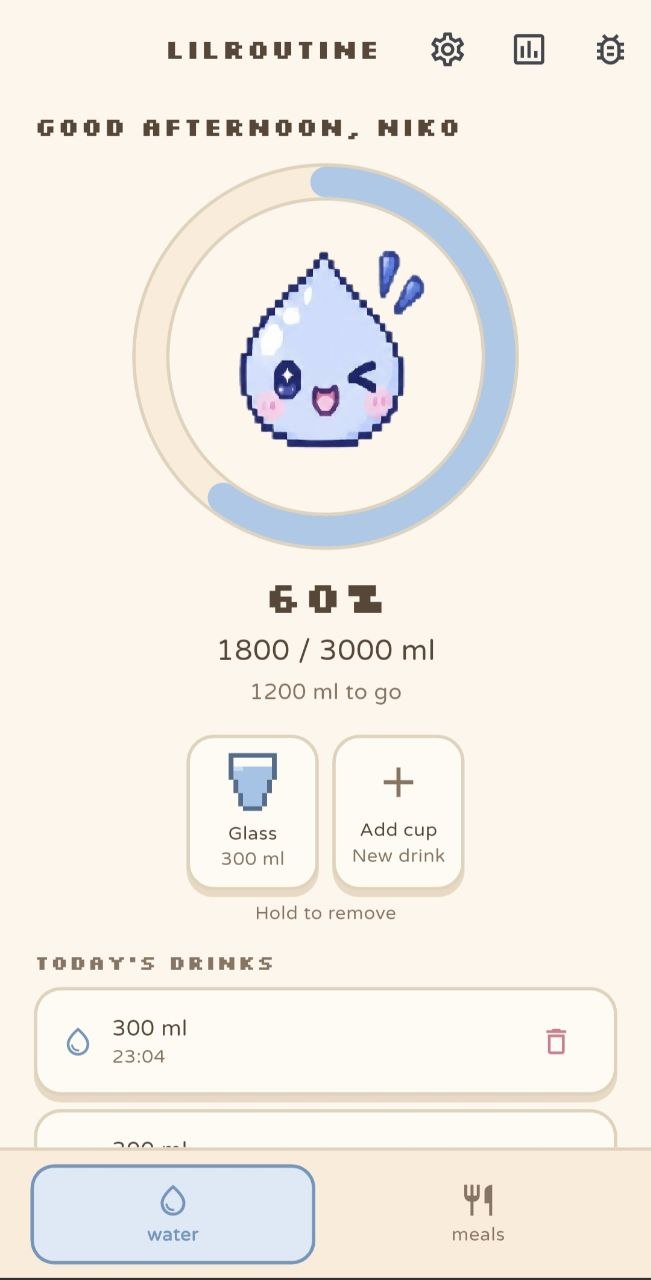 LILROUTINE
GOOD AFTERNOON, NIKO
60%
1800 / 3000 ml
1200 ml to go
Glass
300 ml
Add cup
New drink
Hold to remove
TODAY'S DRINKS
300 ml
23:04
water
meals